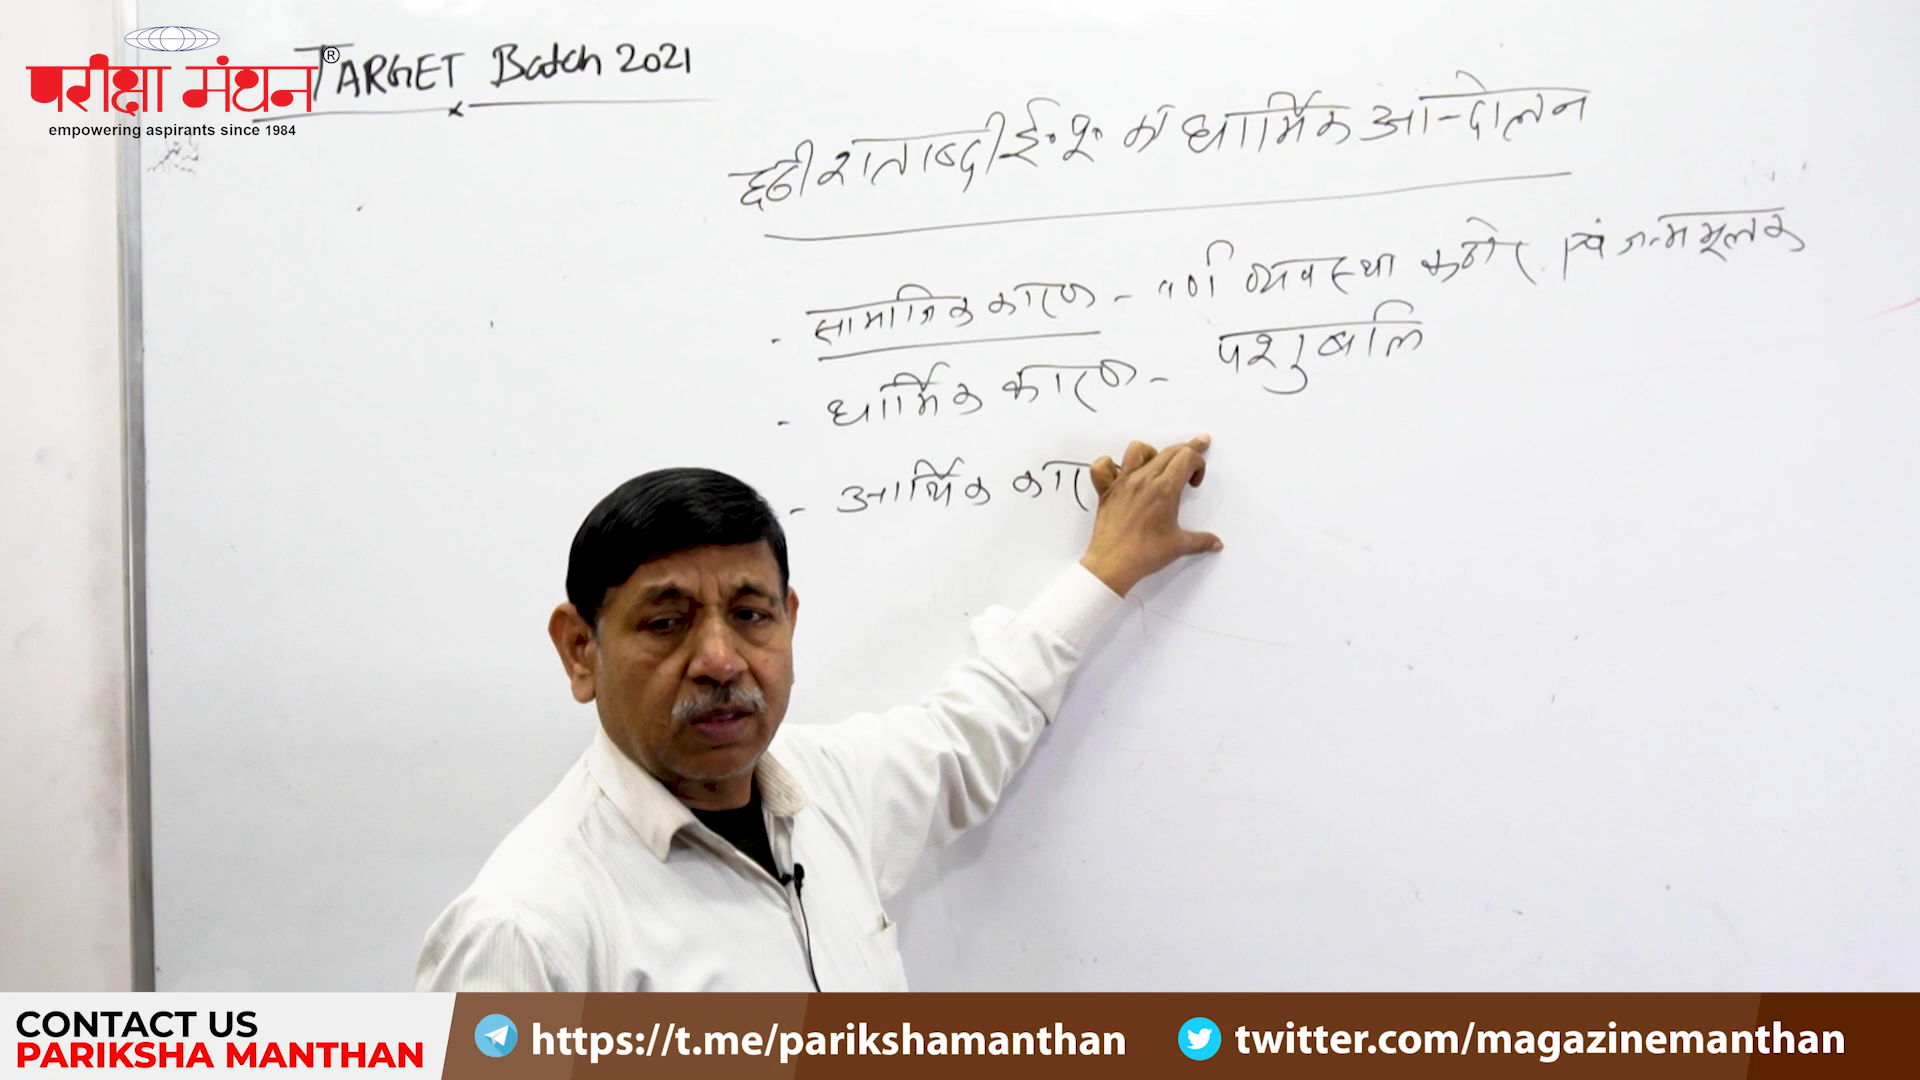 परीक्षा मंथन®
empowering aspirants since 1984
TARGET Batch 2021
छठी शताब्दी ई॰ पू॰ के धार्मिक आन्दोलन
- सामाजिक कारण - वर्ण व्यवस्था कठोर एवं जन्ममूलक
- धार्मिक कारण - पशुबलि
- आर्थिक
CONTACT US
PARIKSHA MANTHAN
https://t.me/parikshamanthan
twitter.com/magazinemanthan